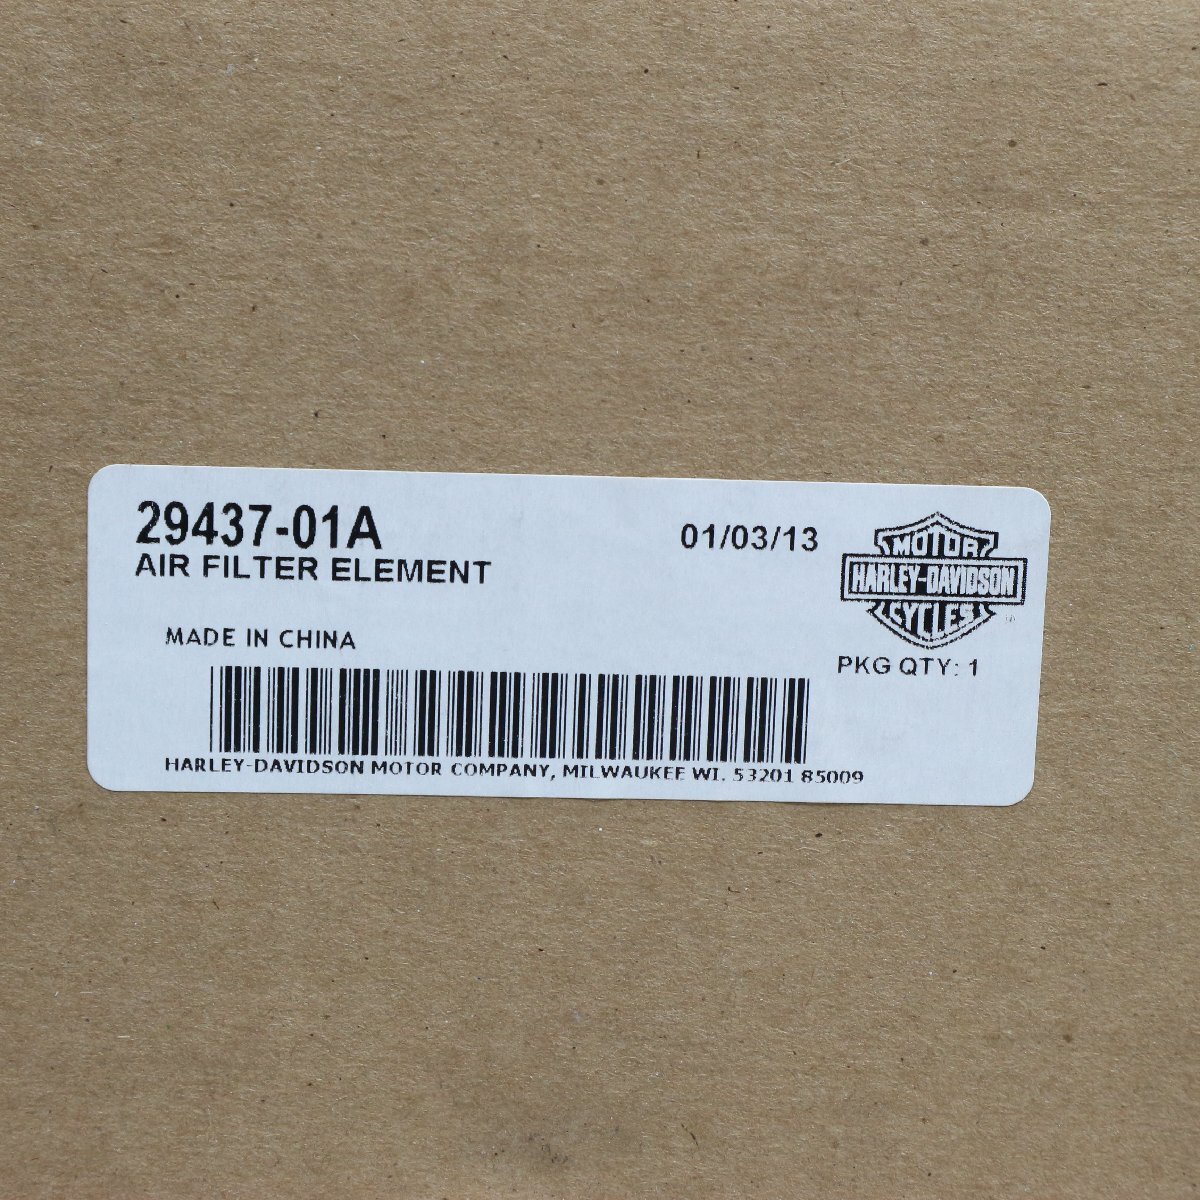 29437-01A
AIR FILTER ELEMENT
01/03/13
MOTOR
HARLEY-DAVIDSON
CYCLES
MADE IN CHINA
PKG QTY: 1
HARLEY-DAVIDSON MOTOR COMPANY, MILWAUKEE WI. 53201 85009